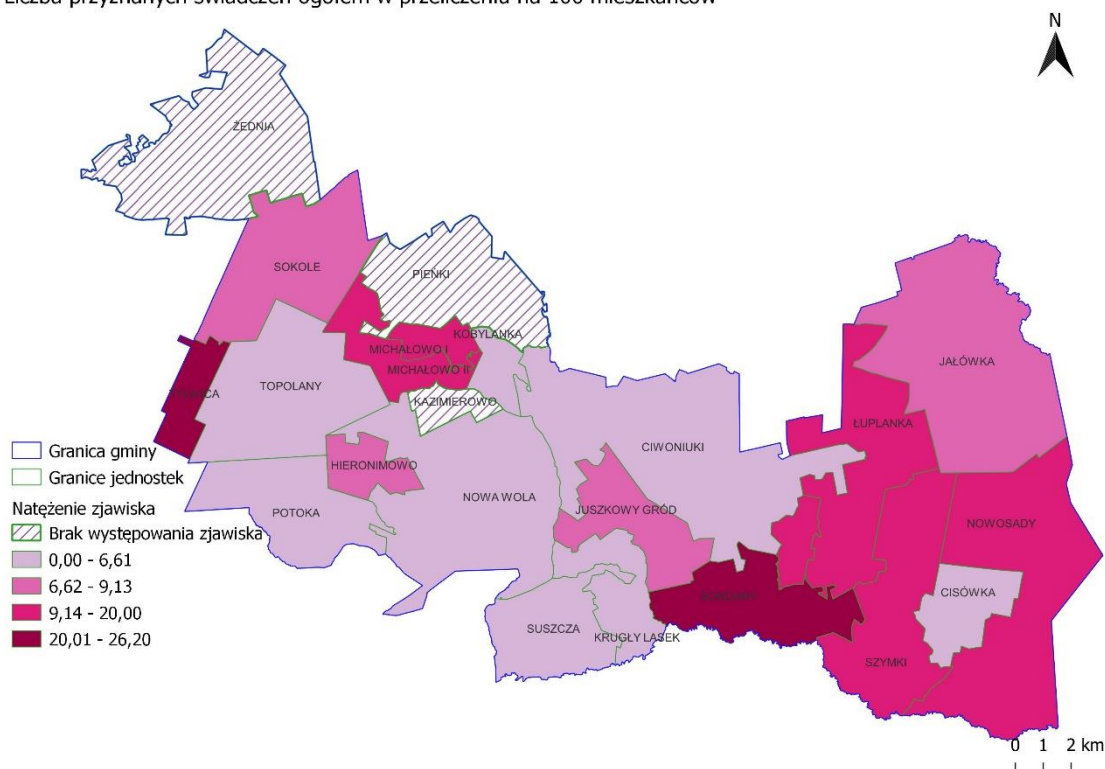 Liczba przyznanych świadczeń ogółem w przeliczenia na 100 mieszkańców
N
ŻEDNIA
SOKOLE
PIEŃKI
KOBYLANKA
MICHAŁOWO I
MICHAŁOWO II
TOPOLANY
KAZIMIEROWO
JAŁÓWKA
ŁUPLANKA
CIWONIUKI
HIERONIMOWO
NOWA WOLA
JUSZKOWY GRÓD
POTOKA
NOWOSADY
CISÓWKA
SUSZCZA
KRUGŁY LASEK
SZYMKI
Granica gminy
Granice jednostek
Natężenie zjawiska
Brak występowania zjawiska
0,00 - 6,61
6,62 - 9,13
9,14 - 20,00
20,01 - 26,20
0 1 2 km